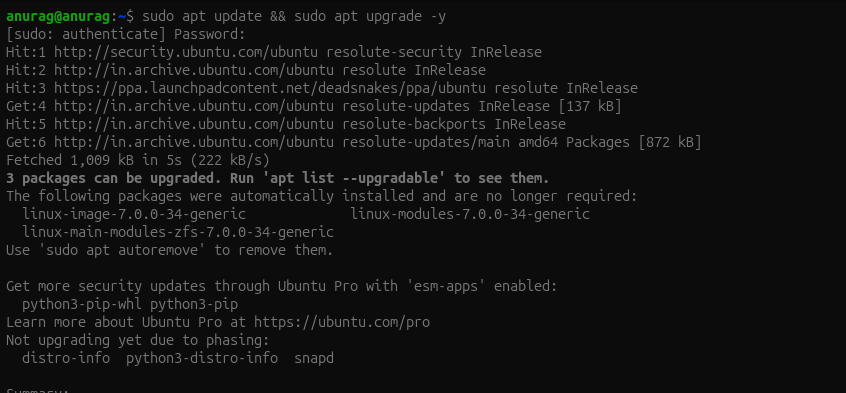 anurag@anurag:~$ sudo apt update && sudo apt upgrade -y
[sudo: authenticate] Password:
Hit:1 http://security.ubuntu.com/ubuntu resolute-security InRelease
Hit:2 http://in.archive.ubuntu.com/ubuntu resolute InRelease
Hit:3 https://ppa.launchpadcontent.net/deadsnakes/ppa/ubuntu resolute InRelease
Get:4 http://in.archive.ubuntu.com/ubuntu resolute-updates InRelease [137 kB]
Hit:5 http://in.archive.ubuntu.com/ubuntu resolute-backports InRelease
Get:6 http://in.archive.ubuntu.com/ubuntu resolute-updates/main amd64 Packages [872 kB]
Fetched 1,009 kB in 5s (222 kB/s)
3 packages can be upgraded. Run 'apt list --upgradable' to see them.
The following packages were automatically installed and are no longer required:
  linux-image-7.0.0-34-generic             linux-modules-7.0.0-34-generic
  linux-main-modules-zfs-7.0.0-34-generic
Use 'sudo apt autoremove' to remove them.

Get more security updates through Ubuntu Pro with 'esm-apps' enabled:
  python3-pip-whl python3-pip
Learn more about Ubuntu Pro at https://ubuntu.com/pro
Not upgrading yet due to phasing:
  distro-info  python3-distro-info  snapd

Summary: